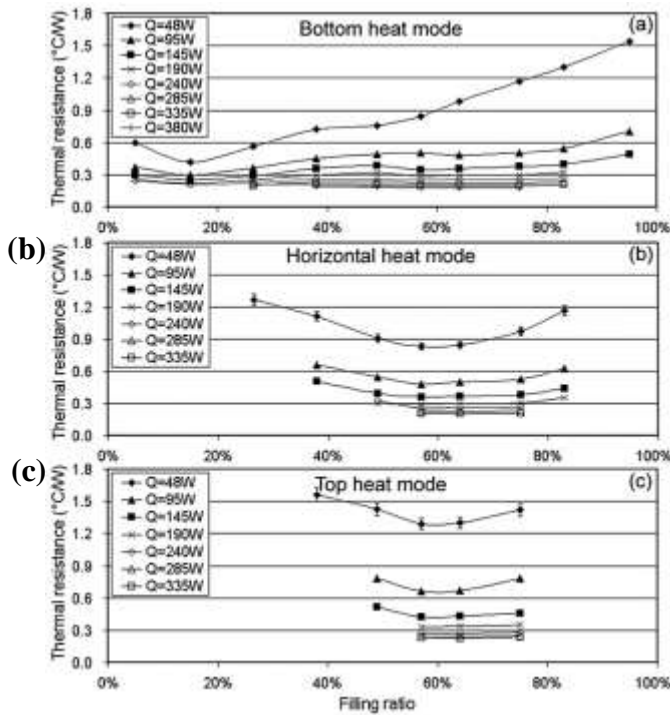 (a)
Bottom heat mode
Q=48W
Q=95W
Q=145W
Q=190W
Q=240W
Q=285W
Q=335W
Q=380W
Thermal resistance (°C/W)
1.8
1.5
1.2
0.9
0.6
0.3
0.0
0%
20%
40%
60%
80%
100%
(b)
(b)
Horizontal heat mode
Q=48W
Q=95W
Q=145W
Q=190W
Q=240W
Q=285W
Q=335W
Thermal resistance (°C/W)
1.8
1.5
1.2
0.9
0.6
0.3
0.0
0%
20%
40%
60%
80%
100%
(c)
(c)
Top heat mode
Q=48W
Q=95W
Q=145W
Q=190W
Q=240W
Q=285W
Q=335W
Thermal resistance (°C/W)
1.8
1.5
1.2
0.9
0.6
0.3
0.0
0%
20%
40%
60%
80%
100%
Filling ratio